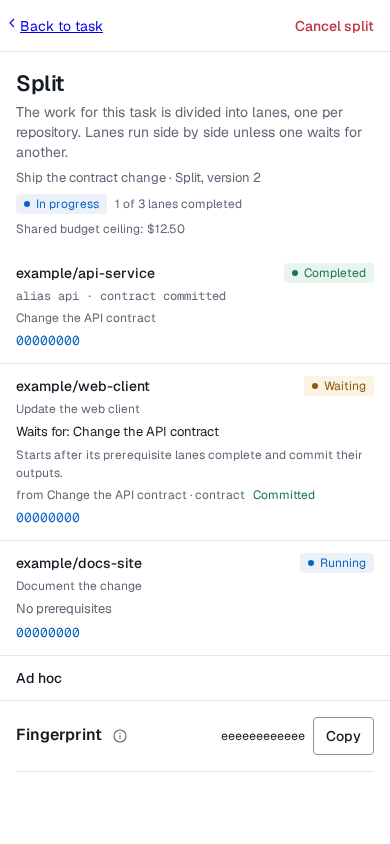 Back to task
Cancel split
Split
The work for this task is divided into lanes, one per
repository. Lanes run side by side unless one waits for
another.
Ship the contract change · Split, version 2
In progress 1 of 3 lanes completed
Shared budget ceiling: $12.50
example/api-service Completed
alias api · contract committed
Change the API contract
00000000
example/web-client Waiting
Update the web client
Waits for: Change the API contract
Starts after its prerequisite lanes complete and commit their
outputs.
from Change the API contract · contract Committed
00000000
example/docs-site Running
Document the change
No prerequisites
00000000
Ad hoc
Fingerprint eeeeeeeeeeee Copy